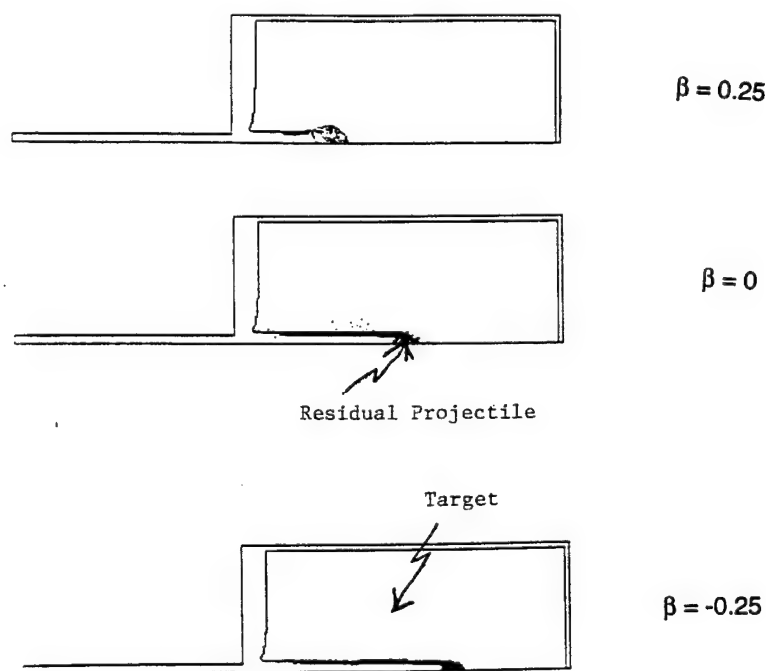 β = 0.25
β = 0
Residual Projectile
Target
β = -0.25